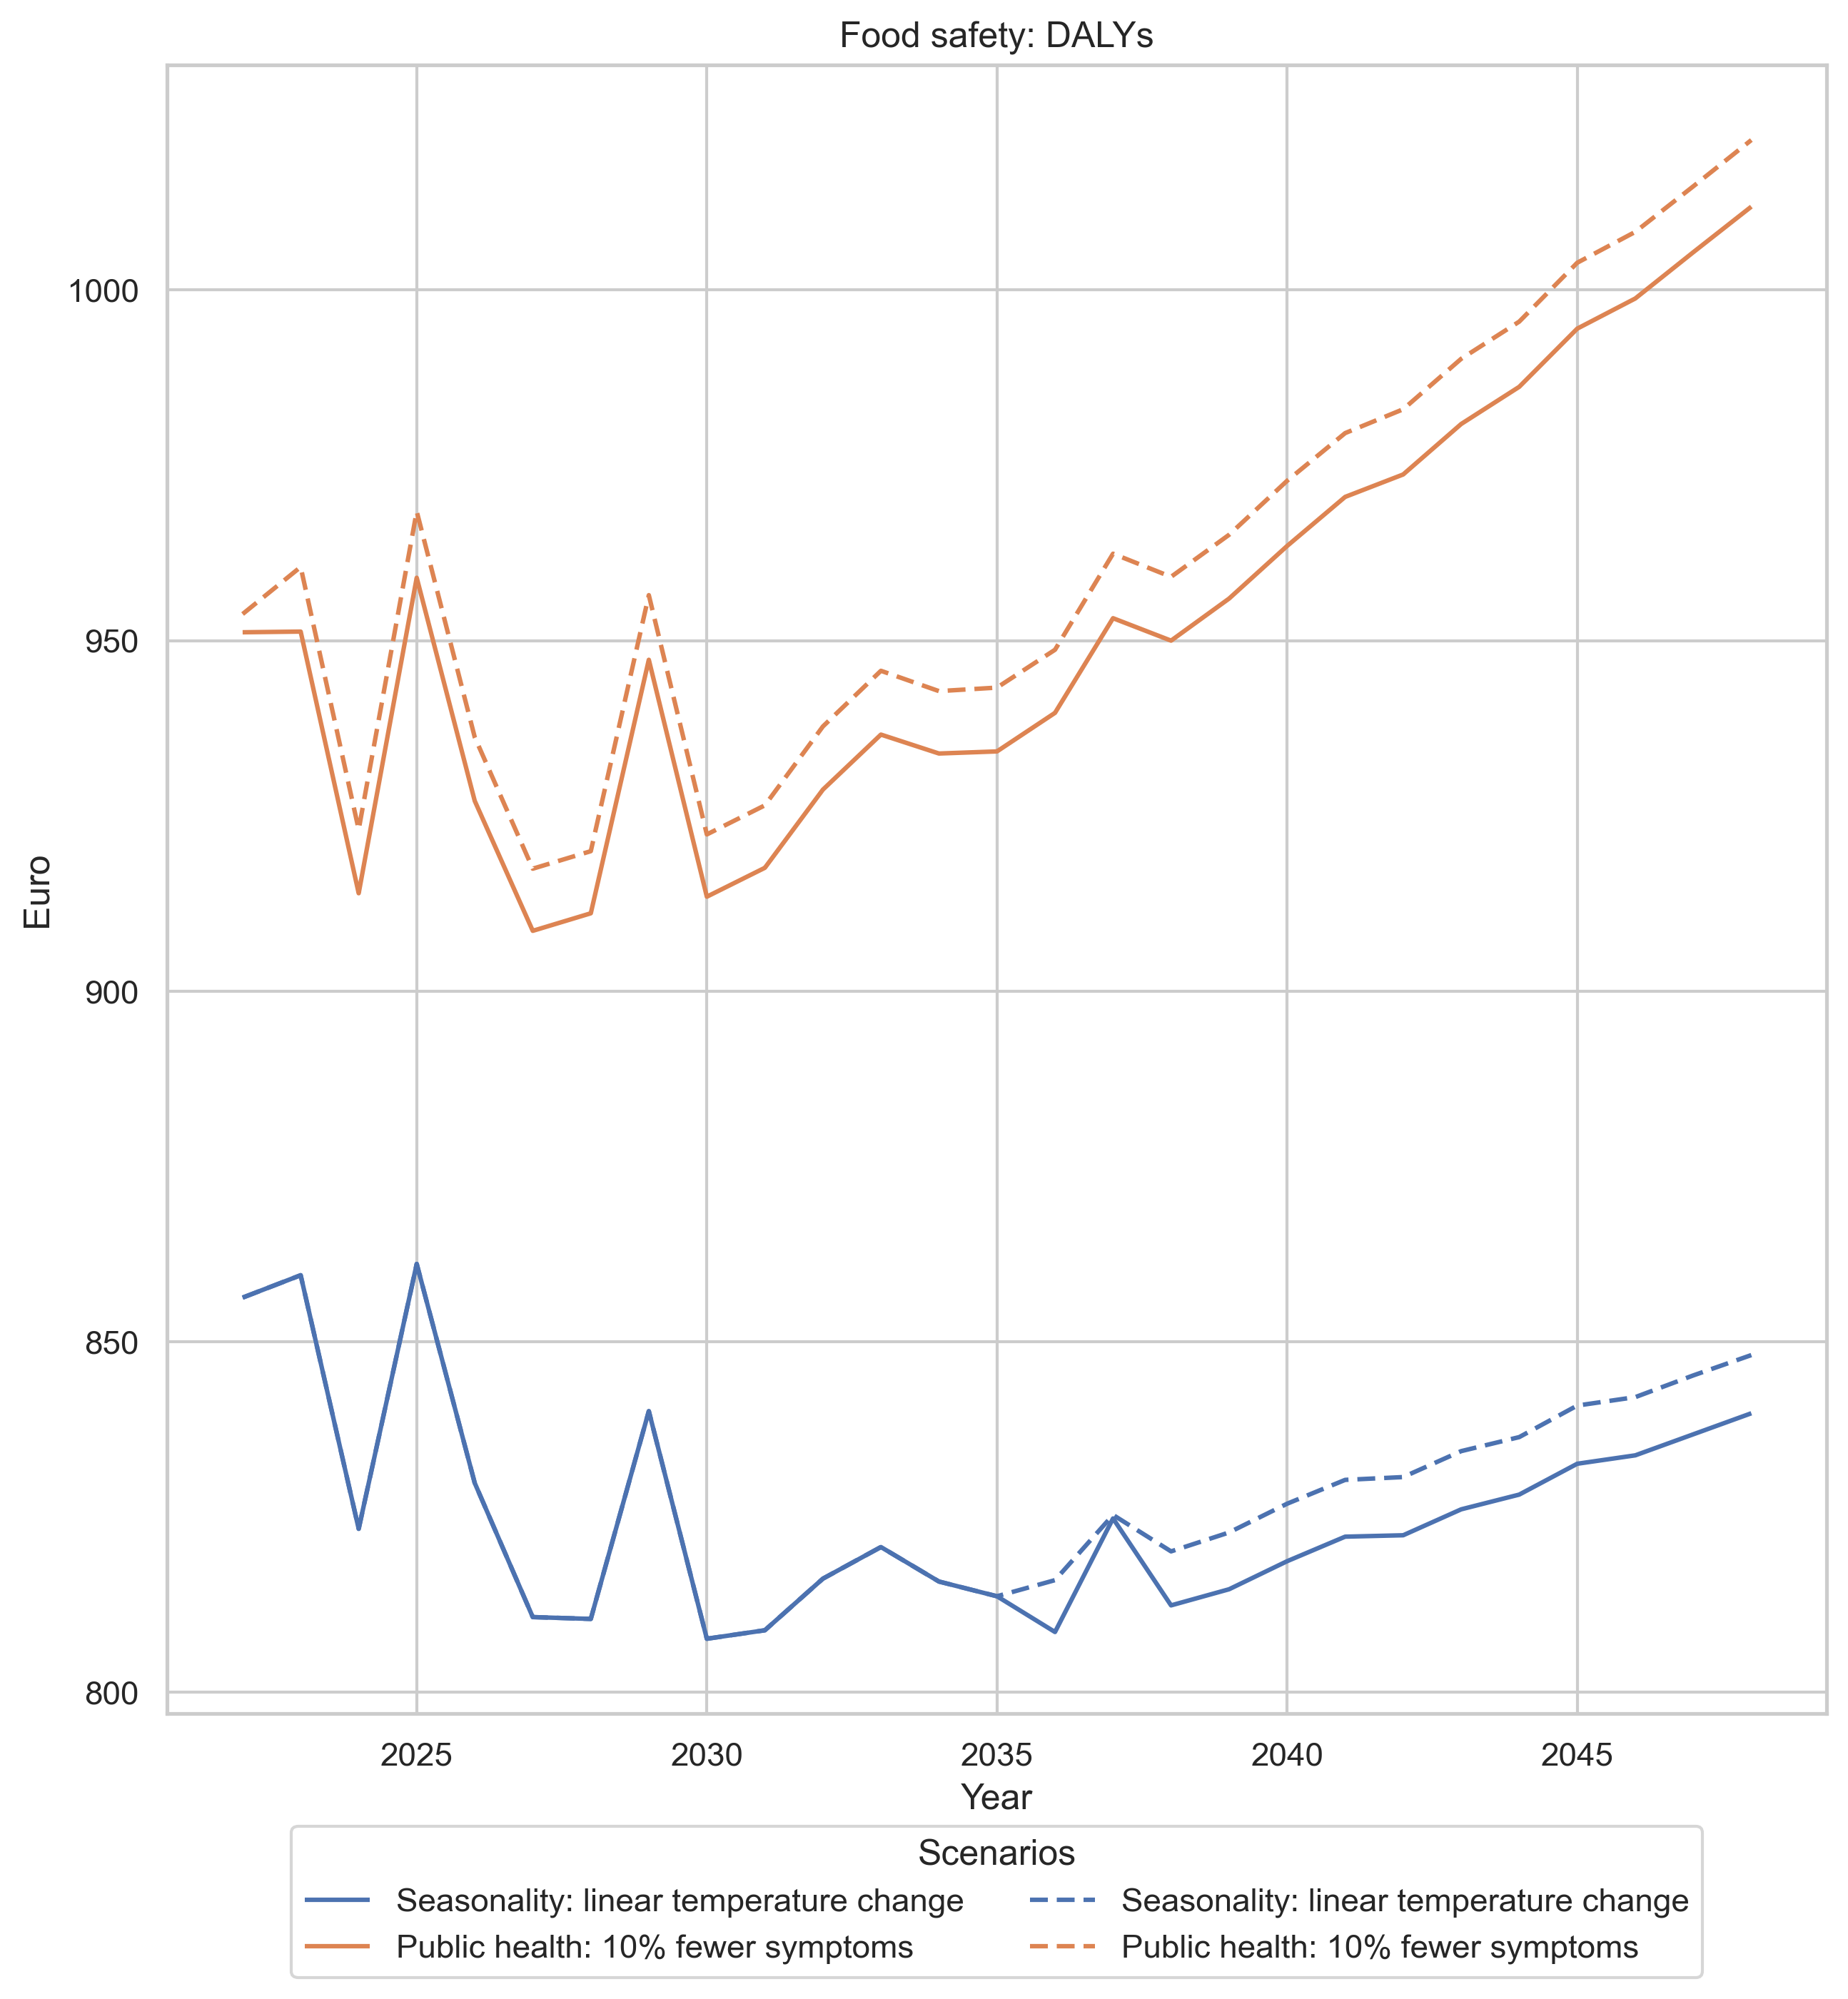 Food safety: DALYs
1000
950
900
850
800
Euro
2025 2030 2035 2040 2045
Year
Scenarios
Seasonality: linear temperature change Seasonality: linear temperature change
Public health: 10% fewer symptoms Public health: 10% fewer symptoms